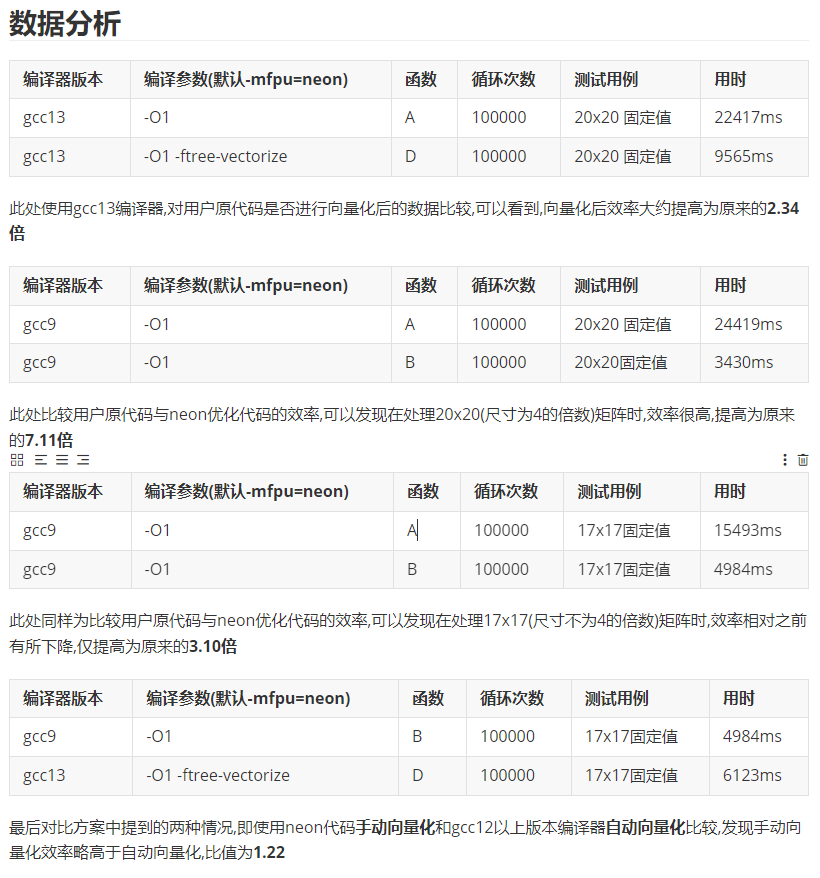 数据分析
编译器版本 编译参数(默认-mfpu=neon) 函数 循环次数 测试用例 用时
gcc13 -O1 A 100000 20x20 固定值 22417ms
gcc13 -O1 -ftree-vectorize D 100000 20x20 固定值 9565ms
此处使用gcc13编译器,对用户原代码是否进行向量化后的数据比较,可以看到,向量化后效率大约提高为原来的2.34
倍
编译器版本 编译参数(默认-mfpu=neon) 函数 循环次数 测试用例 用时
gcc9 -O1 A 100000 20x20 固定值 24419ms
gcc9 -O1 B 100000 20x20固定值 3430ms
此处比较用户原代码与neon优化代码的效率,可以发现在处理20x20(尺寸为4的倍数)矩阵时,效率很高,提高为原来
的7.11倍
编译器版本 编译参数(默认-mfpu=neon) 函数 循环次数 测试用例 用时
gcc9 -O1 A 100000 17x17固定值 15493ms
gcc9 -O1 B 100000 17x17固定值 4984ms
此处同样为比较用户原代码与neon优化代码的效率,可以发现在处理17x17(尺寸不为4的倍数)矩阵时,效率相对之前
有所下降,仅提高为原来的3.10倍
编译器版本 编译参数(默认-mfpu=neon) 函数 循环次数 测试用例 用时
gcc9 -O1 B 100000 17x17固定值 4984ms
gcc13 -O1 -ftree-vectorize D 100000 17x17固定值 6123ms
最后对比方案中提到的两种情况,即使用neon代码手动向量化和gcc12以上版本编译器自动向量化比较,发现手动向
量化效率略高于自动向量化,比值为1.22